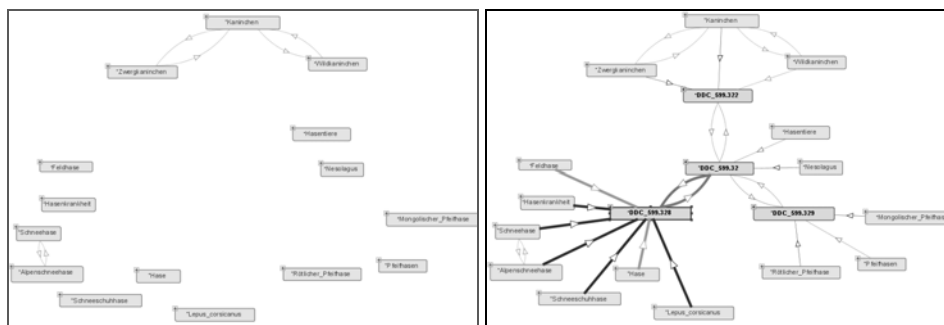 "Kaninchen
"Zwergkaninchen
"Wildkaninchen
"Hasentiere
"Feldhase
"Nesolagus
"Hasenkrankheit
"Mongolischer_Pfeifhase
"Schneehase
"Alpenschneehase
"Hase
"Rötlicher_Pfeifhase
"Pfeifhasen
"Schneeschuhhase
"Lepus_corsicanus
"Kaninchen
"Zwergkaninchen
"Wildkaninchen
"DDC_599.322
"Hasentiere
"Feldhase
"DDC_599.32
"Nesolagus
"Hasenkrankheit
"DDC_599.328
"DDC_599.329
"Mongolischer_Pfeifhase
"Schneehase
"Alpenschneehase
"Hase
"Rötlicher_Pfeifhase
"Pfeifhasen
"Schneeschuhhase
"Lepus_corsicanus